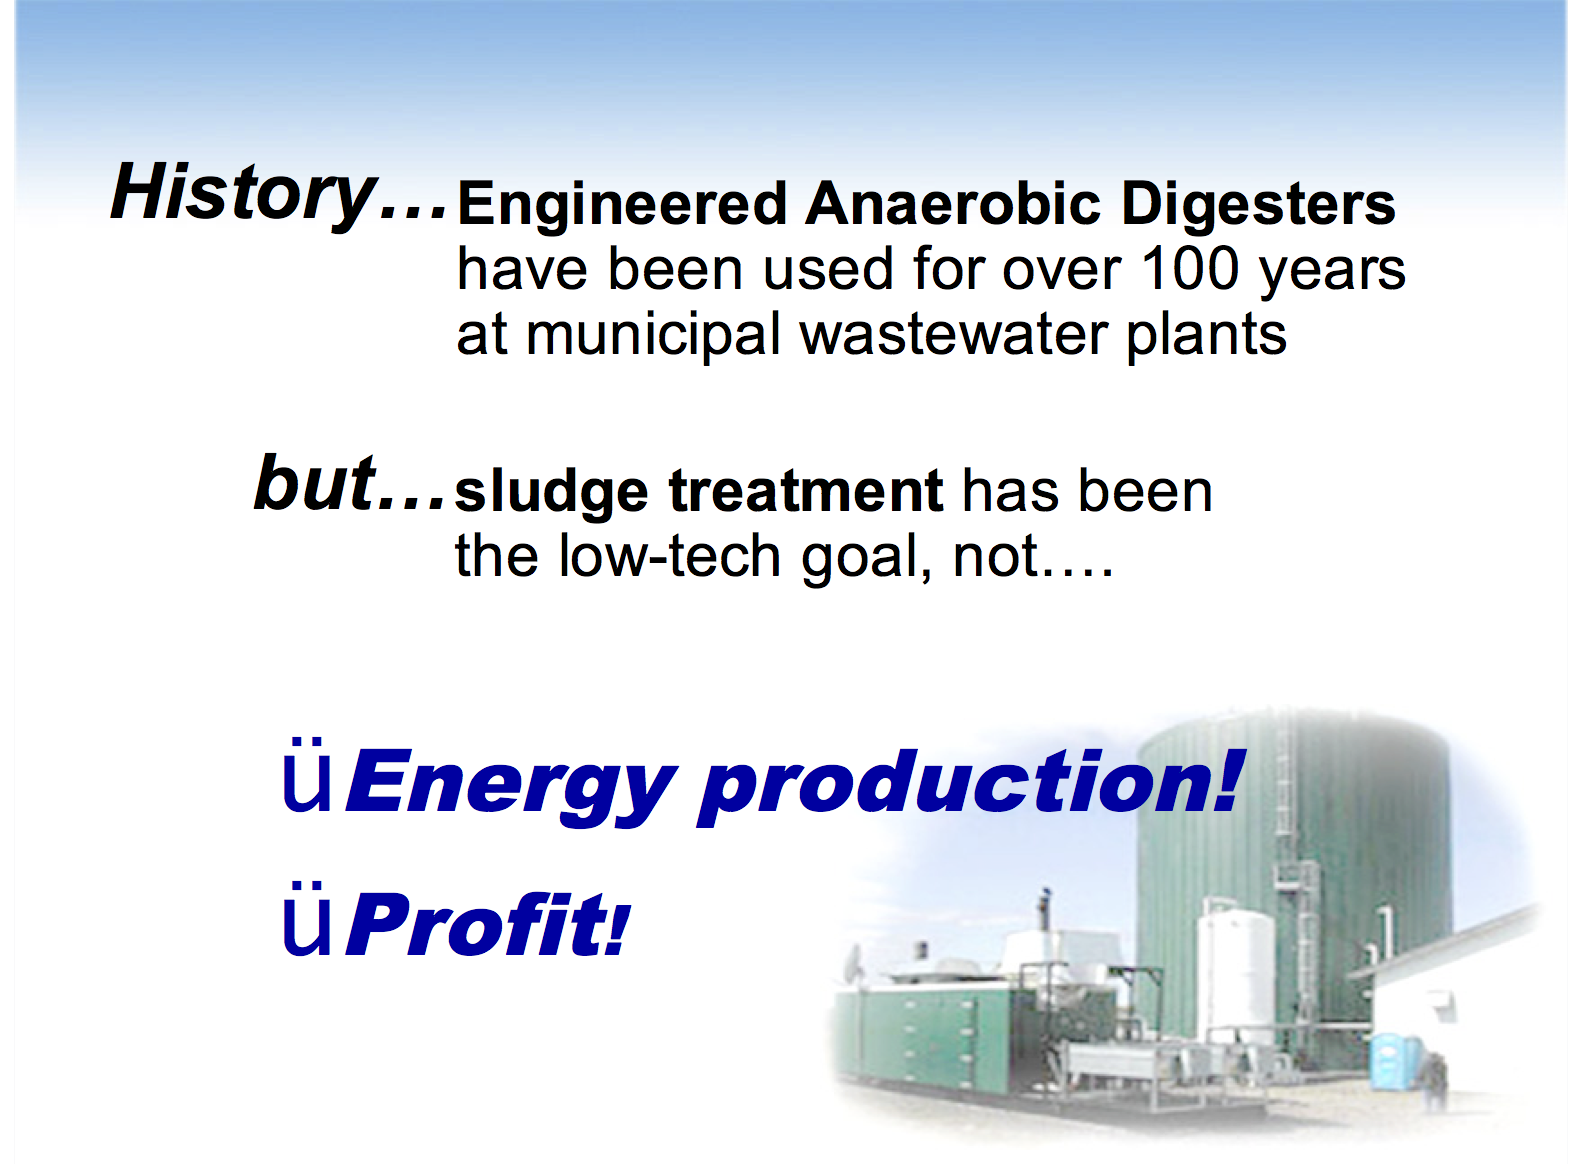 History… Engineered Anaerobic Digesters
have been used for over 100 years
at municipal wastewater plants
but… sludge treatment has been
the low-tech goal, not….
üEnergy production!
üProfit!